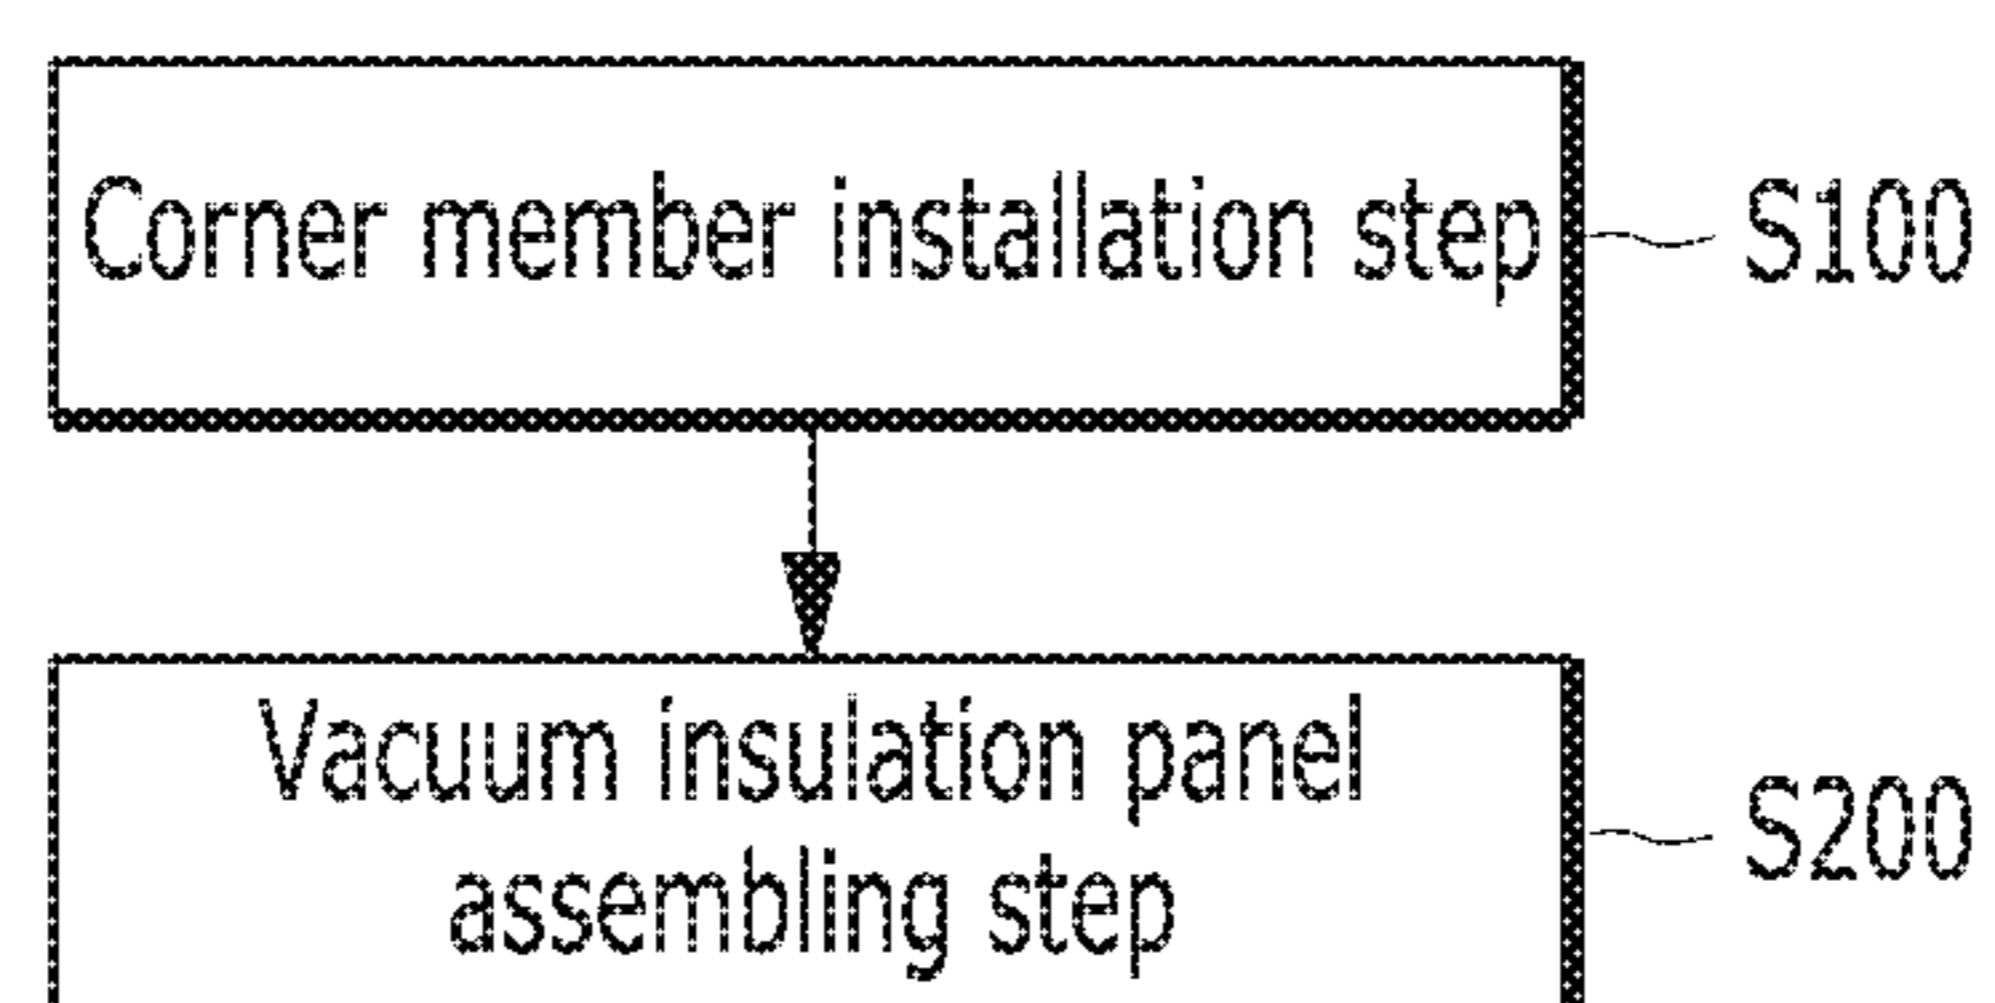 Corner member installation step
S100
Vacuum insulation panel
assembling step
S200